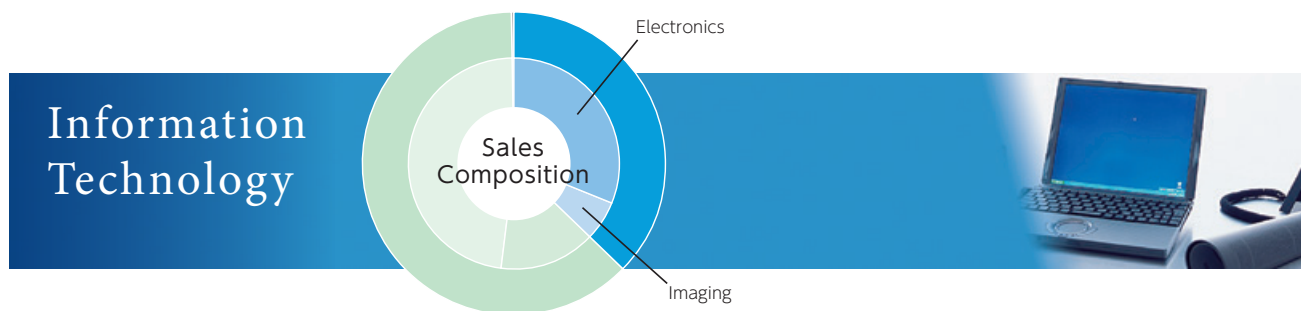 Electronics
Information
Technology
Sales
Composition
Imaging